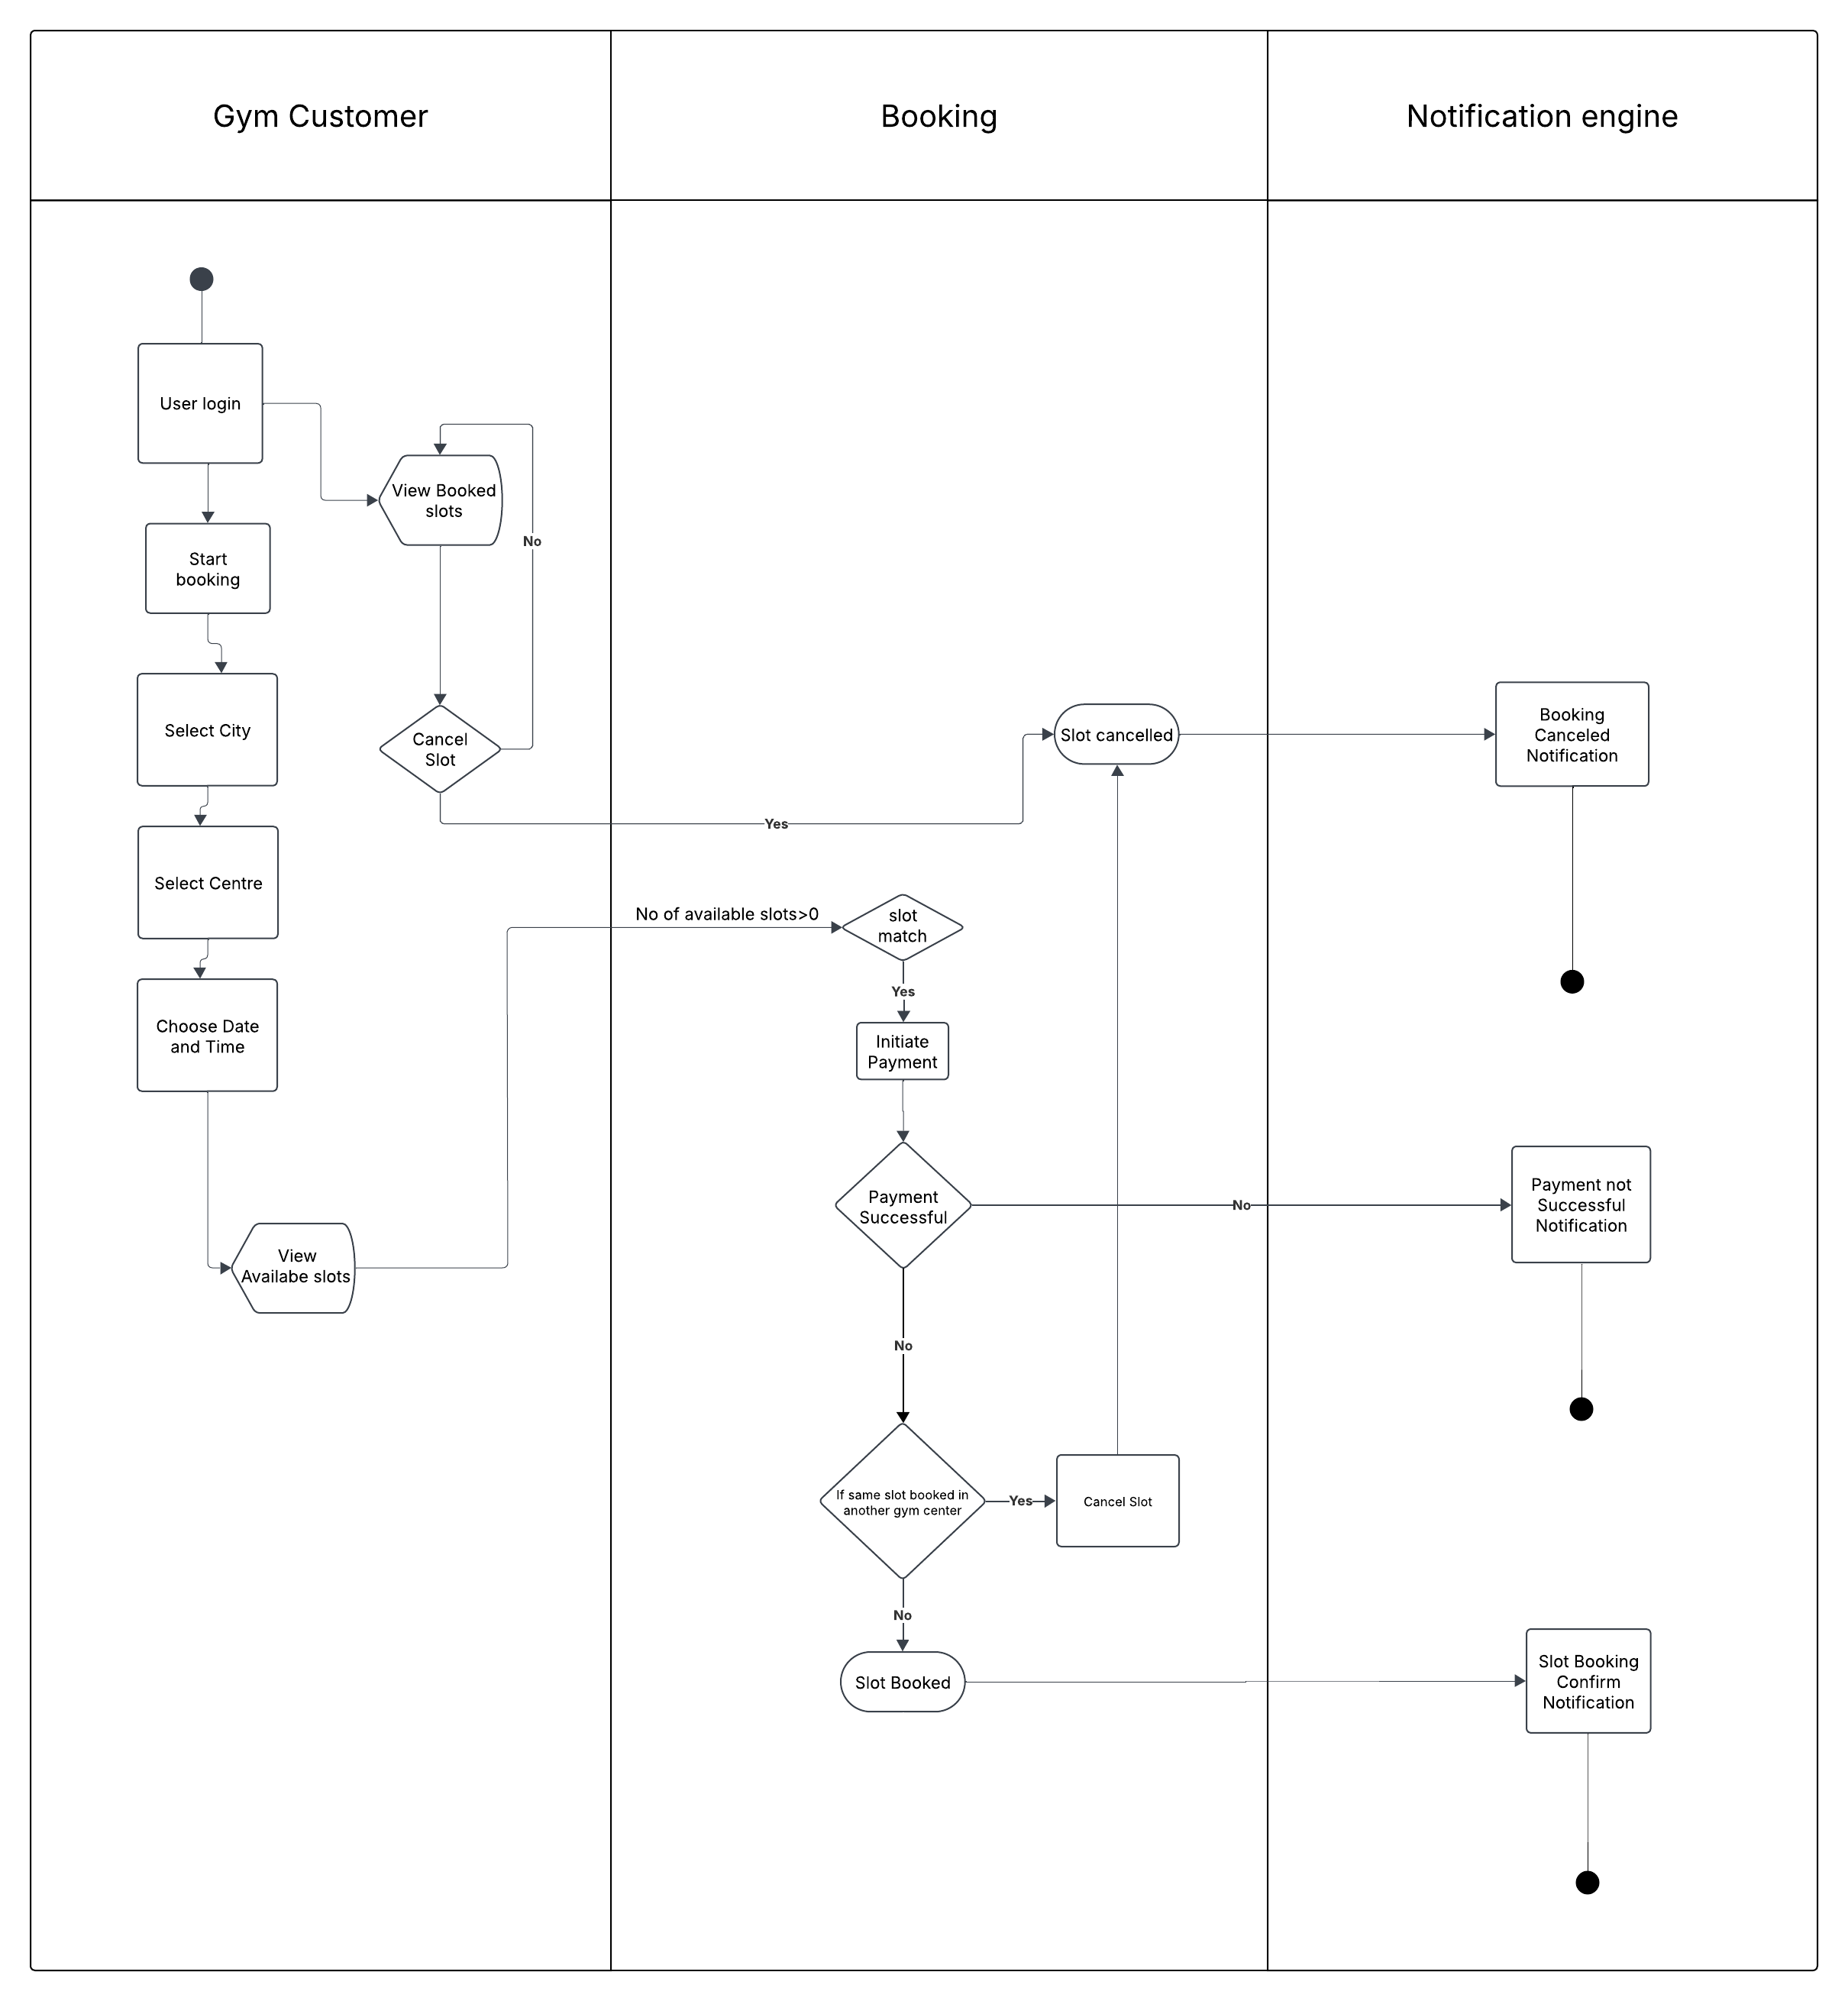 Gym Customer
Booking
Notification engine
User login
View Booked
slots
No
Start
booking
Select City
Cancel
Slot
Slot cancelled
Booking
Canceled
Notification
Yes
Select Centre
No of available slots>0
slot
match
Yes
Choose Date
and Time
Initiate
Payment
Payment
Successful
No
Payment not
Successful
Notification
View
Availabe slots
No
If same slot booked in
another gym center
Yes
Cancel Slot
No
Slot Booked
Slot Booking
Confirm
Notification